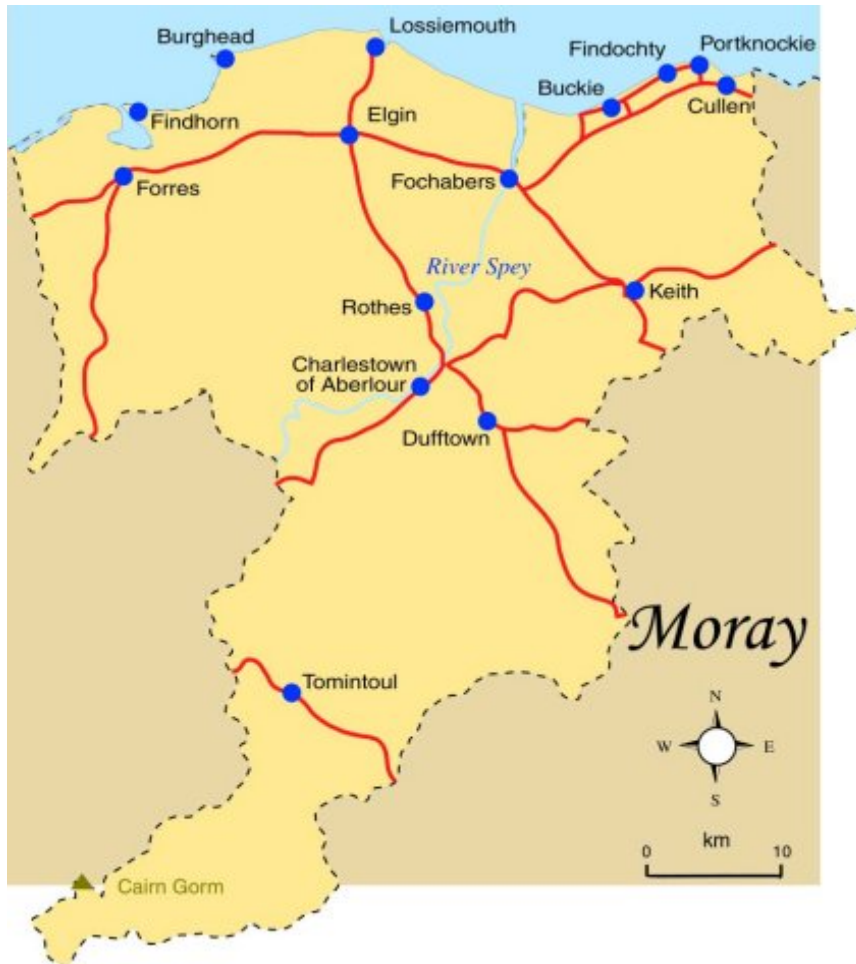 Lossiemouth
Burghead
Portknockie
Findochty
Buckie
Cullen
Findhorn
Elgin
Forres
Fochabers
River Spey
Keith
Rothes
Charlestown
of Aberlour
Dufftown
Moray
Tomintoul
N
W
E
S
km
0
10
Cairn Gorm